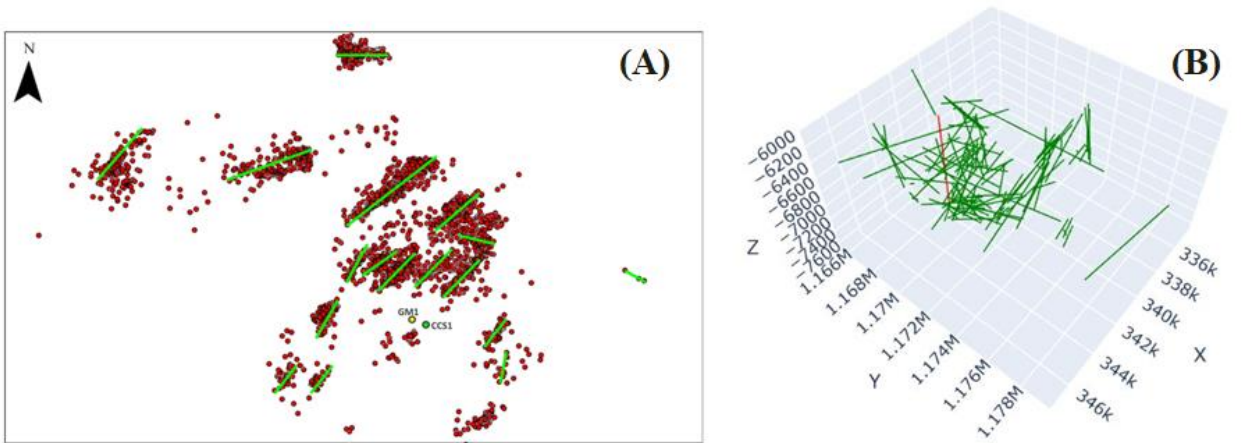 (A)
N
GM1
CCS1
(B)
−6000
−6200
−6400
−6600
−6800
−7000
−7200
−7400
−7600
Z
1.166M
1.168M
1.17M
1.172M
1.174M
1.176M
1.178M
Y
336k
338k
340k
342k
344k
346k
X